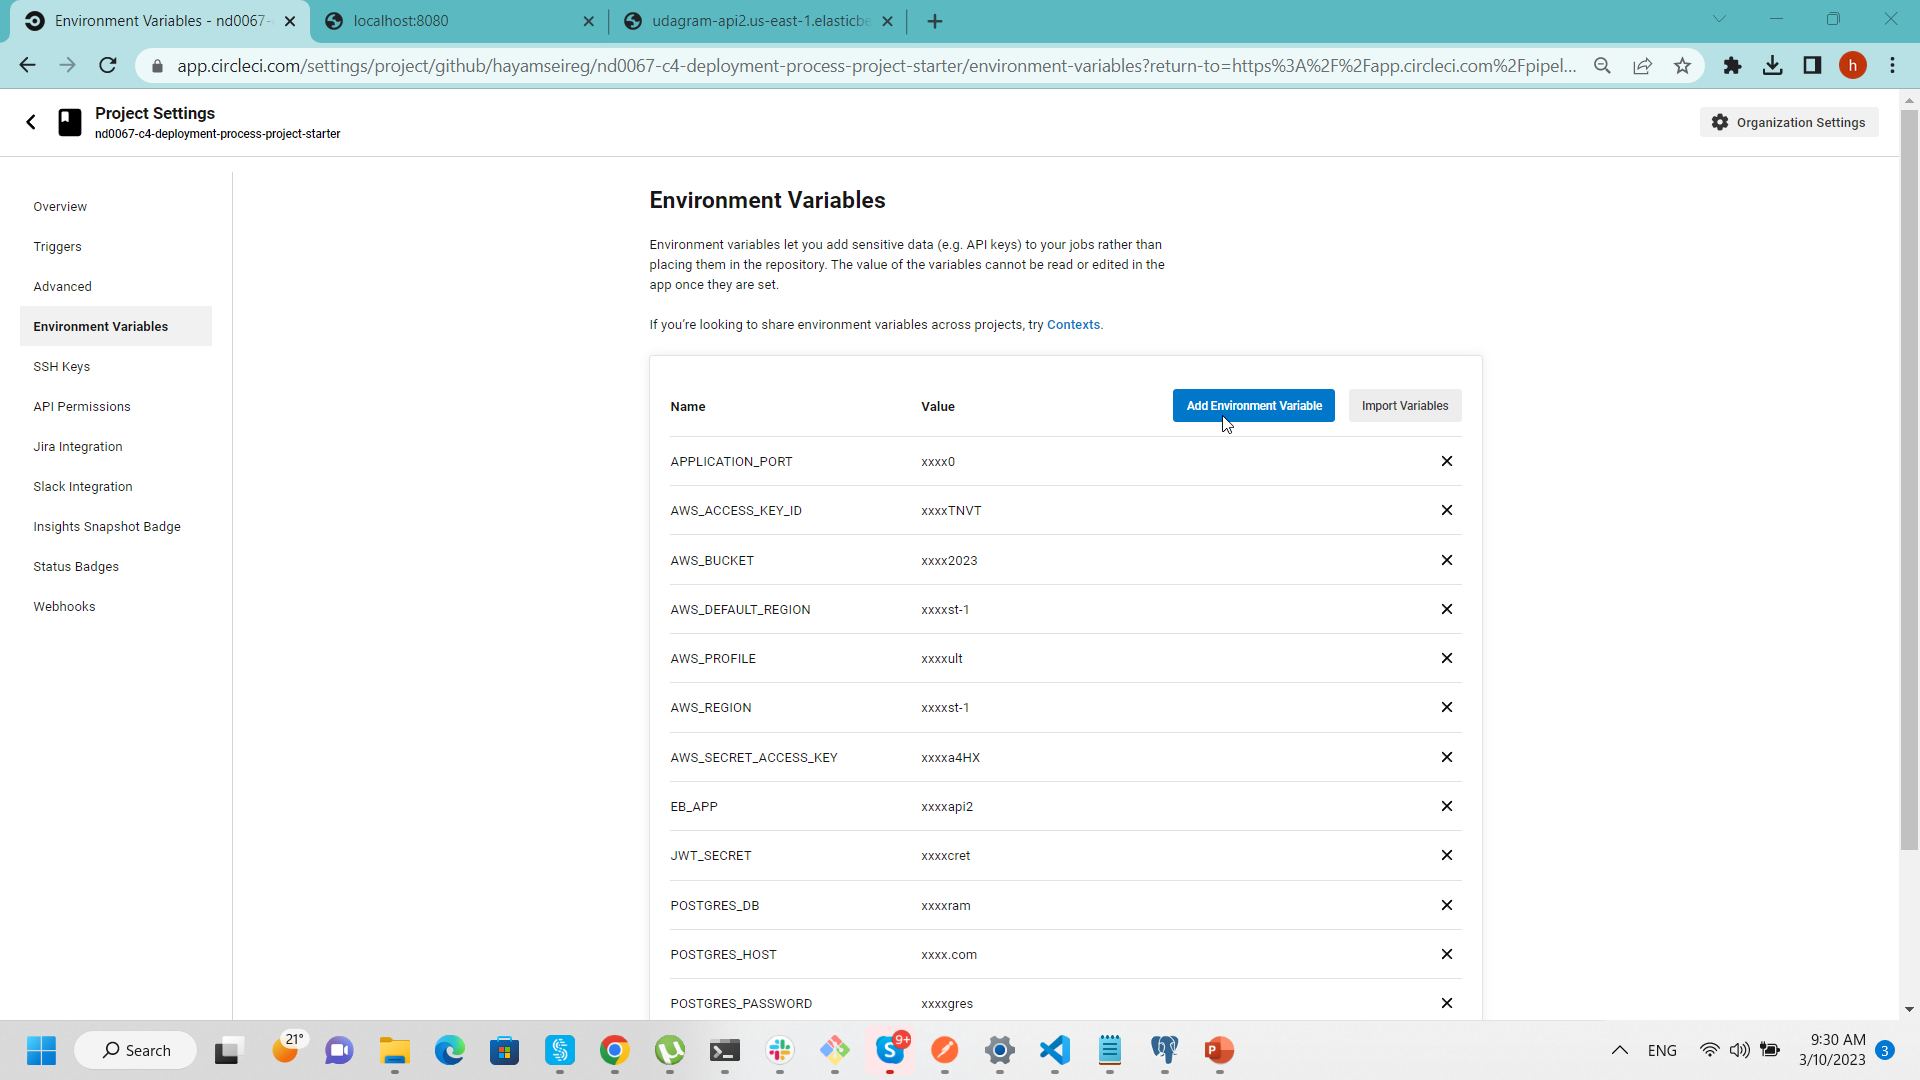 Environment Variables - nd0067-
localhost:8080
udagram-api2.us-east-1.elasticbe
app.circleci.com/settings/project/github/hayamseireg/nd0067-c4-deployment-process-project-starter/environment-variables?return-to=https%3A%2F%2Fapp.circleci.com%2Fpipel...
h
Project Settings
nd0067-c4-deployment-process-project-starter
Organization Settings
Overview
Triggers
Advanced
Environment Variables
SSH Keys
API Permissions
Jira Integration
Slack Integration
Insights Snapshot Badge
Status Badges
Webhooks
Environment Variables
Environment variables let you add sensitive data (e.g. API keys) to your jobs rather than
placing them in the repository. The value of the variables cannot be read or edited in the
app once they are set.
If you're looking to share environment variables across projects, try Contexts.
Name Value Add Environment Variable Import Variables
APPLICATION_PORT xxxx0
AWS_ACCESS_KEY_ID xxxxTNVT
AWS_BUCKET xxxx2023
AWS_DEFAULT_REGION xxxxst-1
AWS_PROFILE xxxxult
AWS_REGION xxxxst-1
AWS_SECRET_ACCESS_KEY xxxxa4HX
EB_APP xxxxapi2
JWT_SECRET xxxxcret
POSTGRES_DB xxxxram
POSTGRES_HOST xxxx.com
POSTGRES_PASSWORD xxxxgres
Search
21°
9+
ENG
9:30 AM
3/10/2023
3